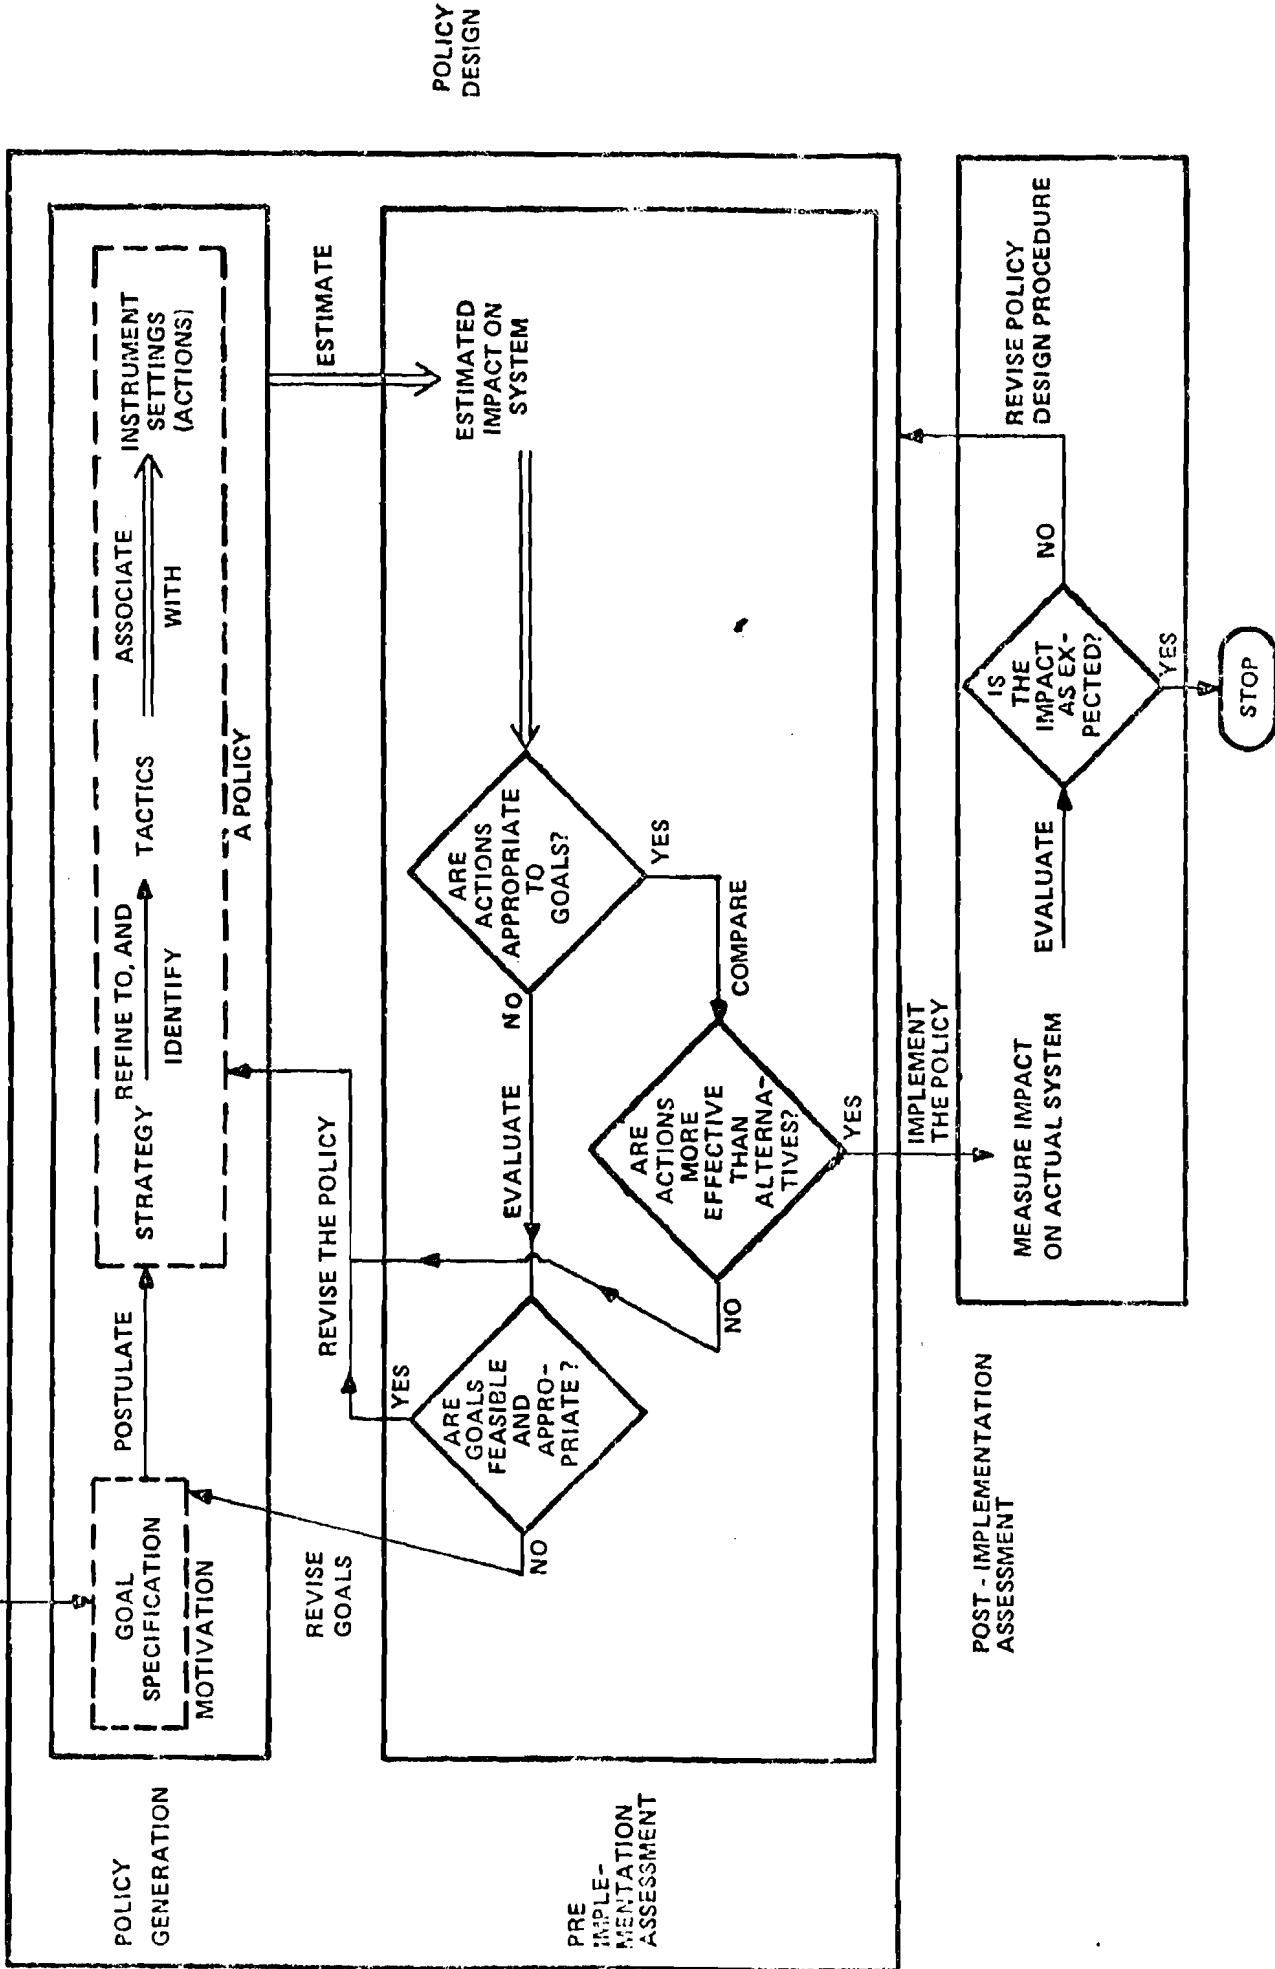 POLICY
DESIGN
POLICY
GENERATION
GOAL
SPECIFICATION
MOTIVATION
POSTULATE
STRATEGY
REFINE TO, AND
IDENTIFY
TACTICS
ASSOCIATE
WITH
INSTRUMENT
SETTINGS
(ACTIONS)
A POLICY
REVISE
GOALS
REVISE THE POLICY
ESTIMATE
PRE
IMPLE-
MENTATION
ASSESSMENT
NO
YES
ARE
GOALS
FEASIBLE
AND
APPRO-
PRIATE?
EVALUATE
NO
ARE
ACTIONS
APPROPRIATE
TO
GOALS?
YES
ESTIMATED
IMPACT ON
SYSTEM
COMPARE
NO
ARE
ACTIONS
MORE
EFFECTIVE
THAN
ALTERNA-
TIVES?
YES
IMPLEMENT
THE POLICY
POST-IMPLEMENTATION
ASSESSMENT
MEASURE IMPACT
ON ACTUAL SYSTEM
EVALUATE
IS
THE
IMPACT
AS EX-
PECTED?
NO
REVISE POLICY
DESIGN PROCEDURE
YES
STOP